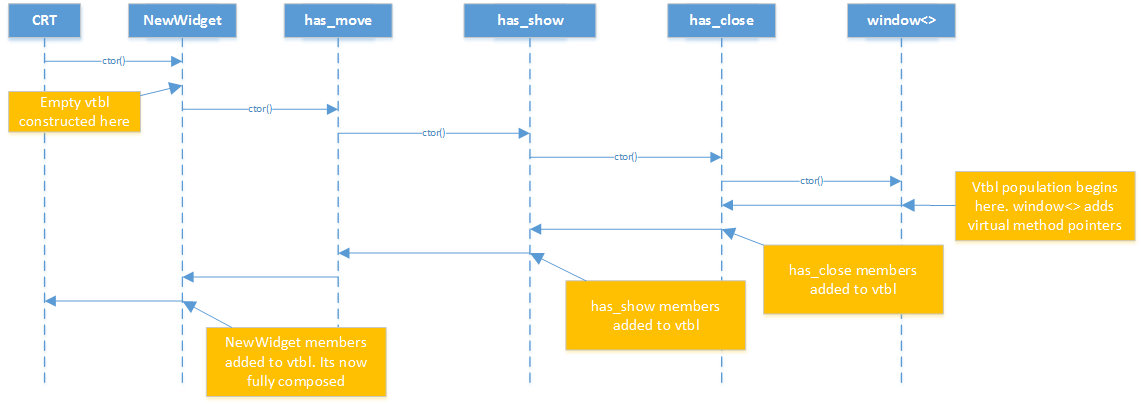 CRT
NewWidget
has_move
has_show
has_close
window<>
ctor()
Empty vtbl
constructed here
ctor()
ctor()
ctor()
ctor()
Vtbl population begins
here. window<> adds
virtual method pointers
has_close members
added to vtbl
has_show members
added to vtbl
NewWidget members
added to vtbl. Its now
fully composed